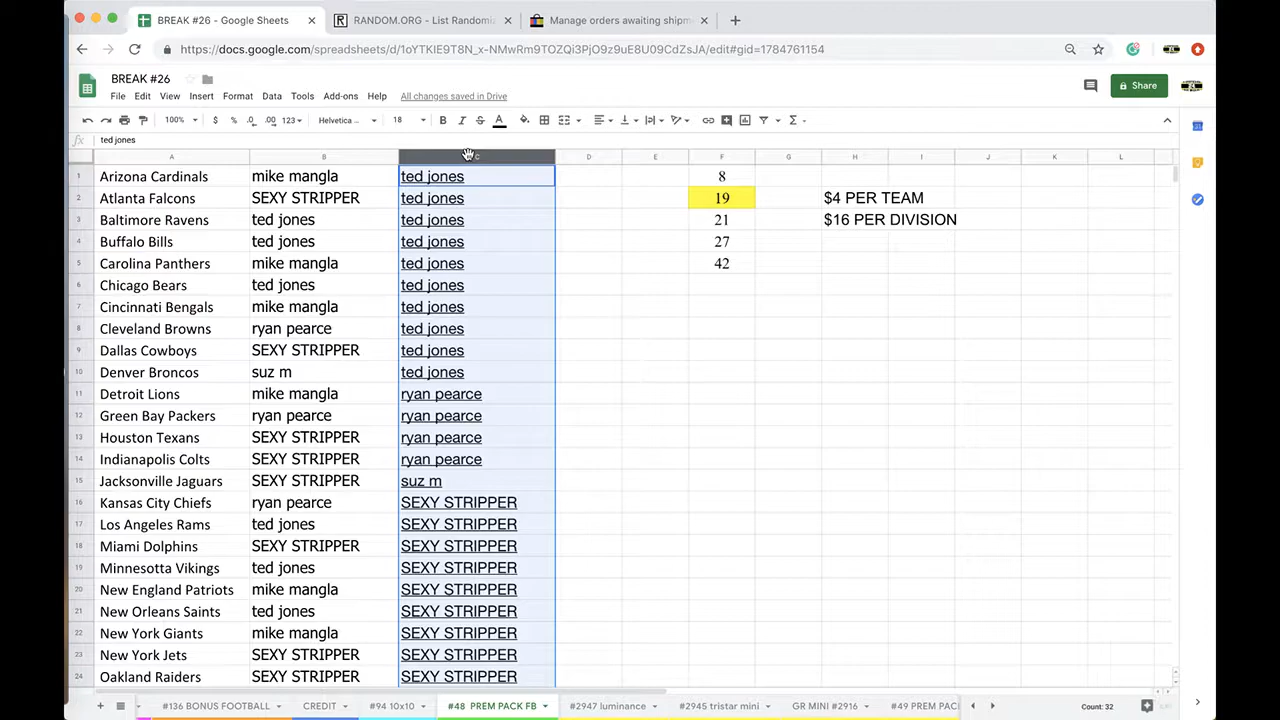 BREAK #26 - Google Sheets
RANDOM.ORG - List Randomi
Manage orders awaiting shipm
https://docs.google.com/spreadsheets/d/1oYTKIE9T8N_x-NMwRm9TOZQi3PjO9z9uE8U09CdZsJA/edit#gid=1784761154
BREAK #26
File Edit View Insert Format Data Tools Add-ons Help All changes saved in Drive
Share
100% $ % .0 .00 123 Helvetica ... 18 B I S A
fx ted jones
A B C D E F G H I J K L
1 Arizona Cardinals mike mangla ted jones 8
2 Atlanta Falcons SEXY STRIPPER ted jones 19 $4 PER TEAM
3 Baltimore Ravens ted jones ted jones 21 $16 PER DIVISION
4 Buffalo Bills ted jones ted jones 27
5 Carolina Panthers mike mangla ted jones 42
6 Chicago Bears ted jones ted jones
7 Cincinnati Bengals mike mangla ted jones
8 Cleveland Browns ryan pearce ted jones
9 Dallas Cowboys SEXY STRIPPER ted jones
10 Denver Broncos suz m ted jones
11 Detroit Lions mike mangla ryan pearce
12 Green Bay Packers ryan pearce ryan pearce
13 Houston Texans SEXY STRIPPER ryan pearce
14 Indianapolis Colts SEXY STRIPPER ryan pearce
15 Jacksonville Jaguars SEXY STRIPPER suz m
16 Kansas City Chiefs ryan pearce SEXY STRIPPER
17 Los Angeles Rams ted jones SEXY STRIPPER
18 Miami Dolphins SEXY STRIPPER SEXY STRIPPER
19 Minnesotta Vikings ted jones SEXY STRIPPER
20 New England Patriots mike mangla SEXY STRIPPER
21 New Orleans Saints ted jones SEXY STRIPPER
22 New York Giants mike mangla SEXY STRIPPER
23 New York Jets SEXY STRIPPER SEXY STRIPPER
24 Oakland Raiders SEXY STRIPPER SEXY STRIPPER
#136 BONUS FOOTBALL CREDIT #94 10x10 #48 PREM PACK FB #2947 luminance #2945 tristar mini GR MINI #2916 #49 PREM PAC Count: 32